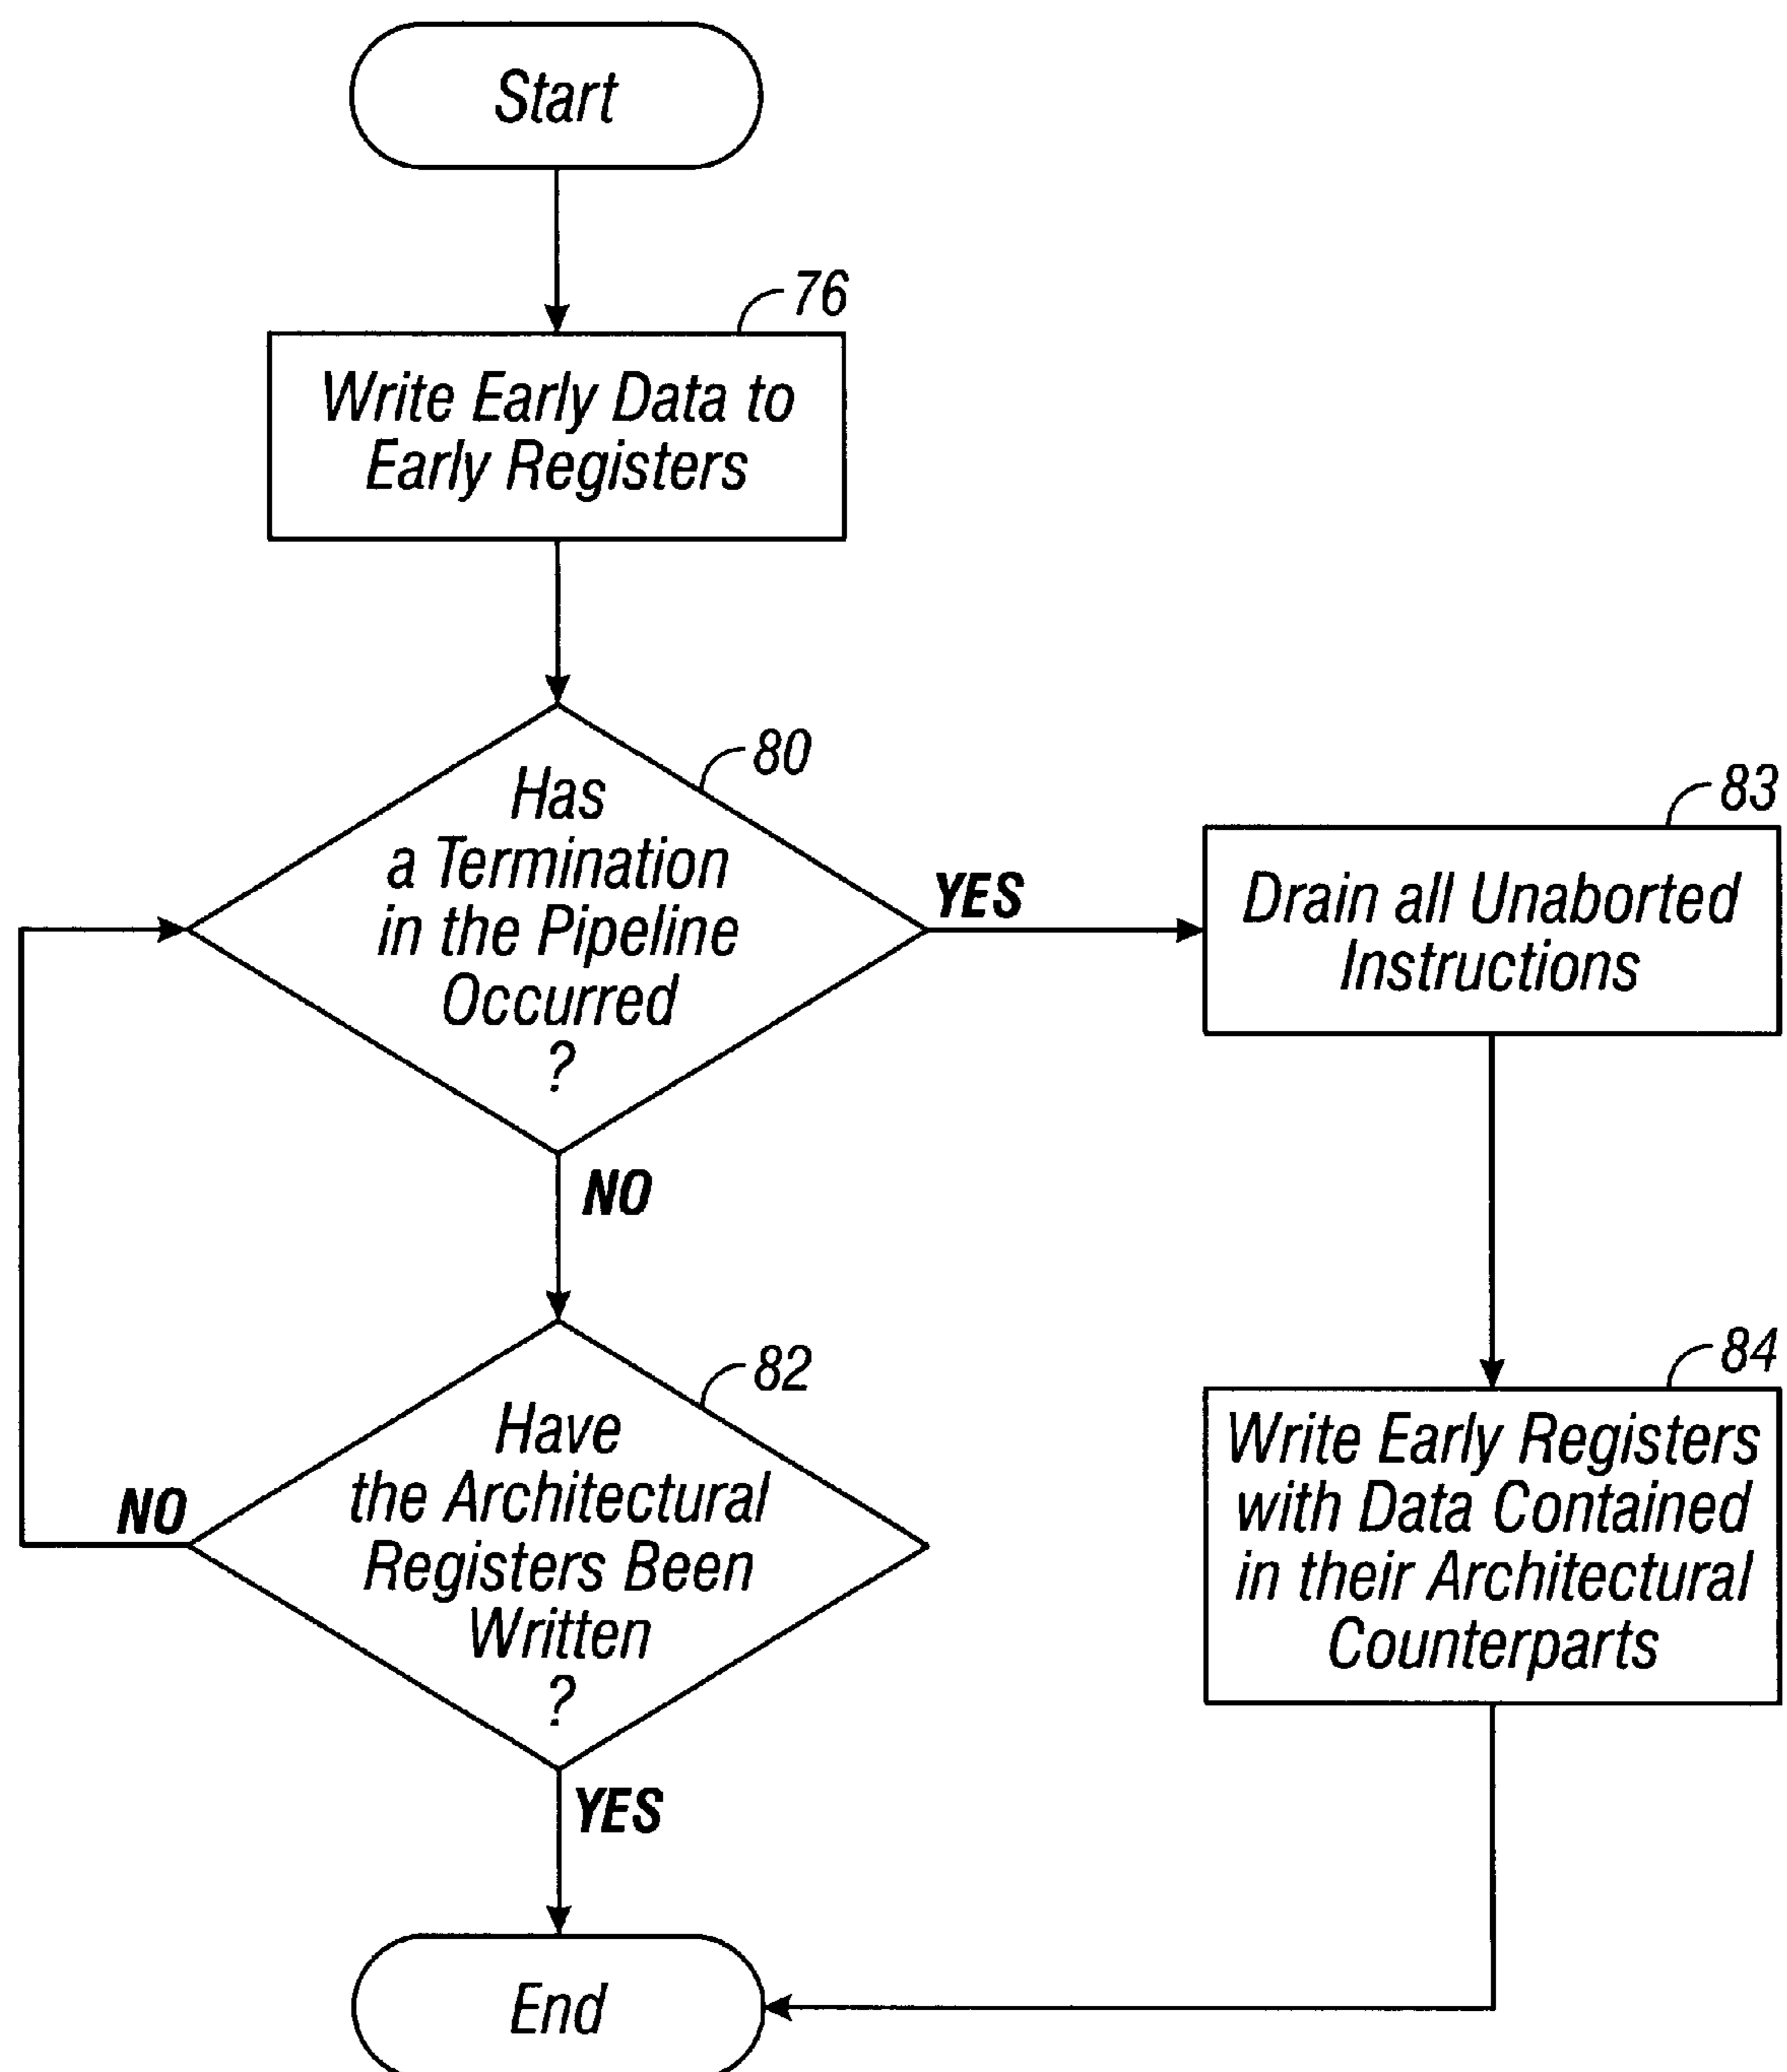 Start
76
Write Early Data to
Early Registers
80
Has
a Termination
in the Pipeline
Occurred
?
YES
NO
83
Drain all Unaborted
Instructions
82
Have
the Architectural
Registers Been
Written
?
NO
YES
84
Write Early Registers
with Data Contained
in their Architectural
Counterparts
End